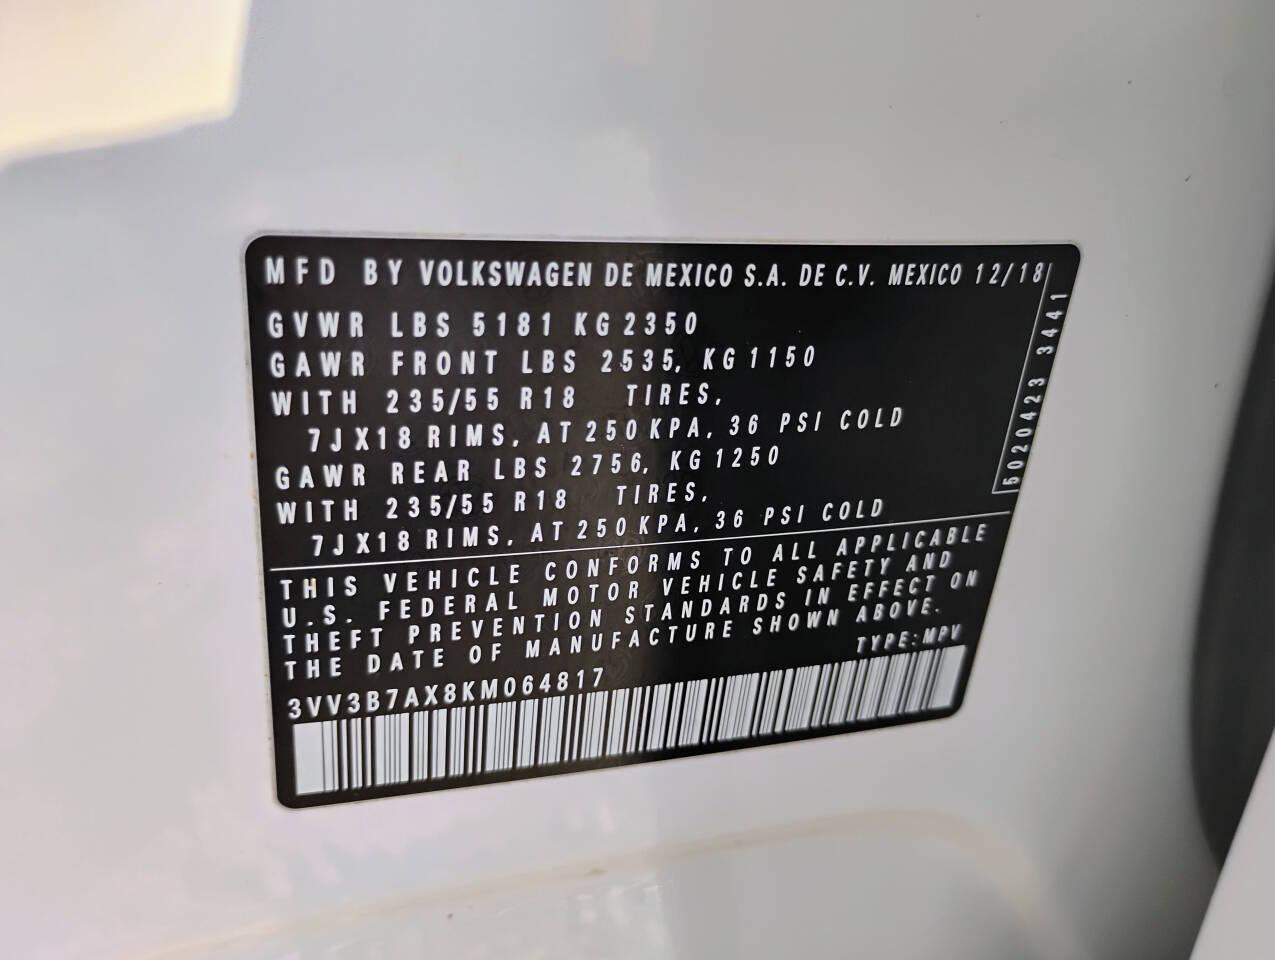 MFD BY VOLKSWAGEN DE MEXICO S.A. DE C.V. MEXICO 12/18
GVWR LBS 5181 KG 2350
GAWR FRONT LBS 2535, KG 1150
WITH 235/55 R18 TIRES,
7JX18 RIMS, AT 250 KPA, 36 PSI COLD
GAWR REAR LBS 2756, KG 1250
WITH 235/55 R18 TIRES,
7JX18 RIMS, AT 250 KPA, 36 PSI COLD
5020423 3441
THIS VEHICLE CONFORMS TO ALL APPLICABLE
U.S. FEDERAL MOTOR VEHICLE SAFETY AND
THEFT PREVENTION STANDARDS IN EFFECT ON
THE DATE OF MANUFACTURE SHOWN ABOVE.
TYPE: MPV
3VV3B7AX8KM064817